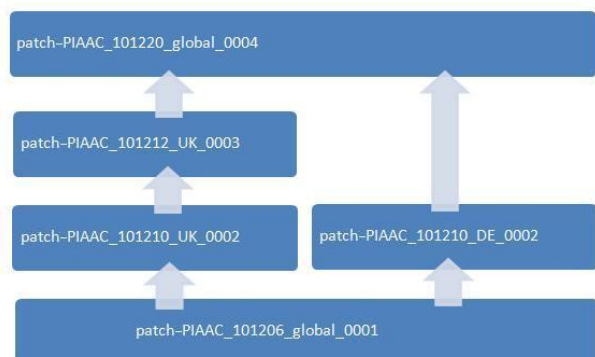 patch–PIAAC_101220_global_0004
patch–PIAAC_101212_UK_0003
patch–PIAAC_101210_UK_0002
patch–PIAAC_101210_DE_0002
patch–PIAAC_101206_global_0001